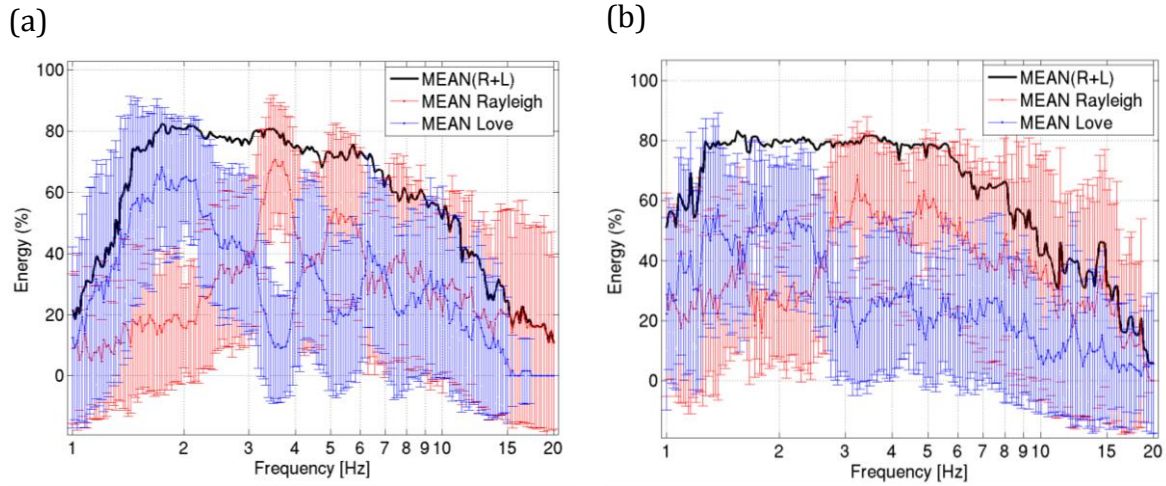 (a)
(b)
MEAN(R+L)
MEAN Rayleigh
MEAN Love
100
80
60
40
20
0
Energy (%)
1 2 3 4 5 6 7 8 9 10 15 20
Frequency [Hz]
MEAN(R+L)
MEAN Rayleigh
MEAN Love
100
80
60
40
20
0
Energy (%)
1 2 3 4 5 6 7 8 9 10 15 20
Frequency [Hz]